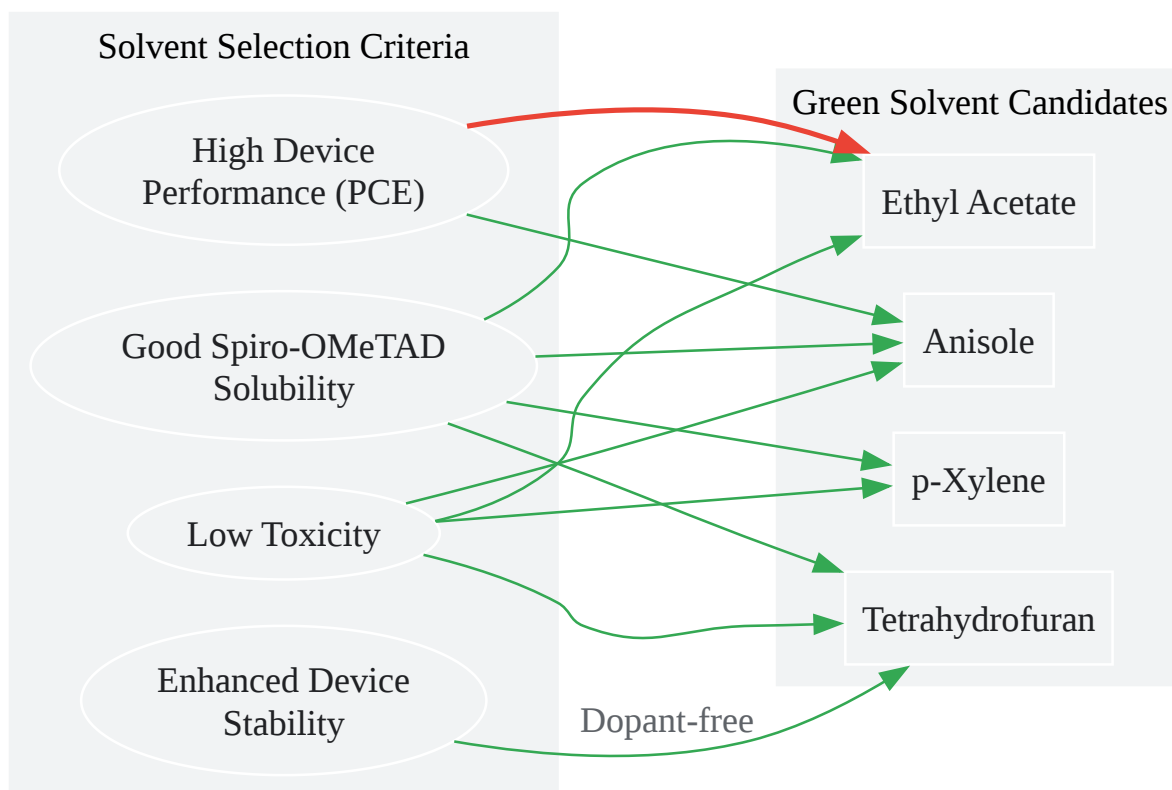 Solvent Selection Criteria
High Device
Performance (PCE)
Good Spiro-OMeTAD
Solubility
Low Toxicity
Enhanced Device
Stability
Dopant-free
Green Solvent Candidates
Ethyl Acetate
Anisole
p-Xylene
Tetrahydrofuran